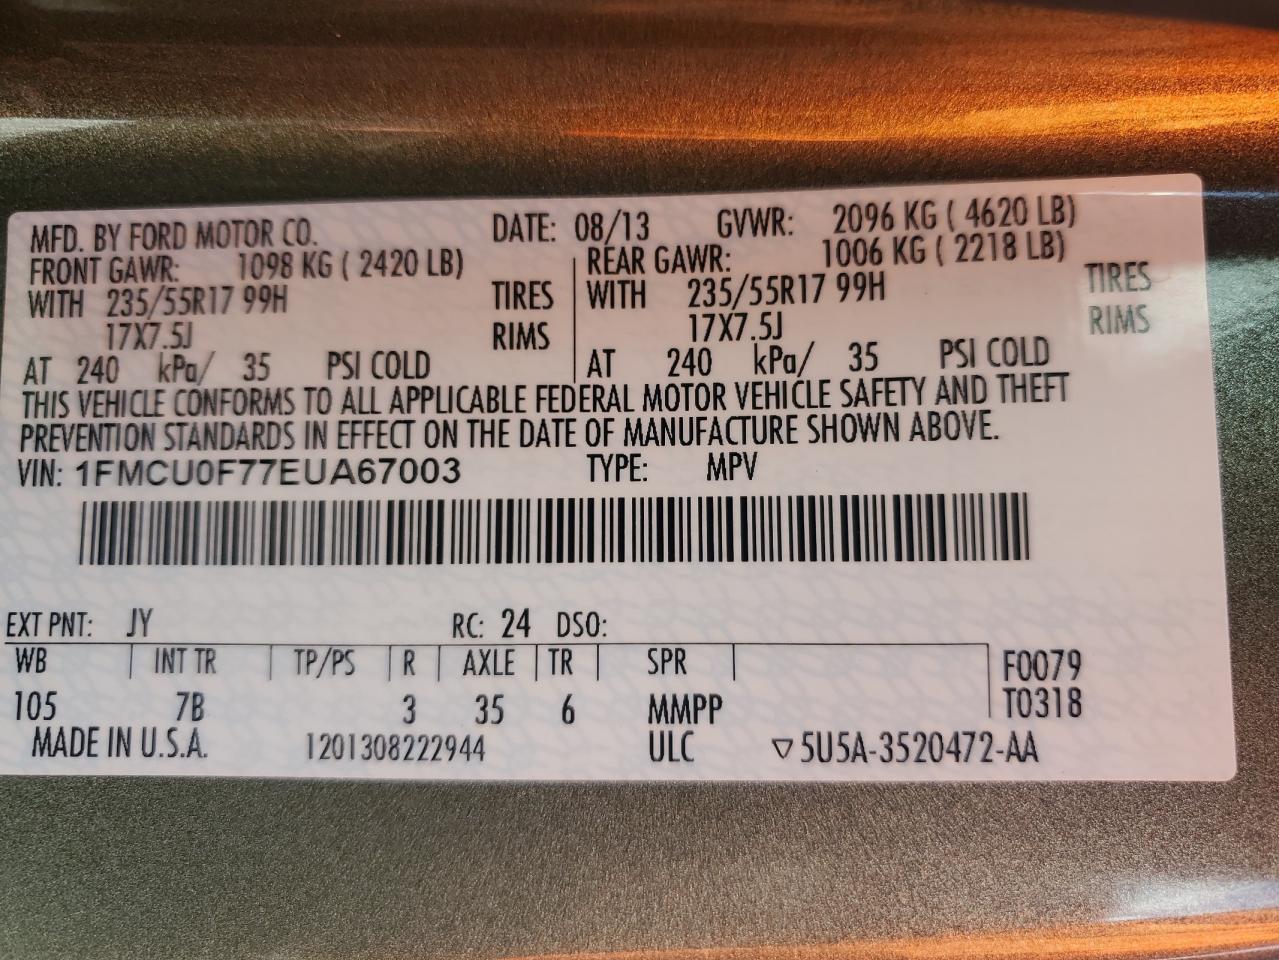 MFD. BY FORD MOTOR CO. DATE: 08/13 GVWR: 2096 KG ( 4620 LB)
FRONT GAWR: 1098 KG ( 2420 LB) REAR GAWR: 1006 KG ( 2218 LB)
WITH 235/55R17 99H TIRES WITH 235/55R17 99H TIRES
17X7.5J RIMS 17X7.5J RIMS
AT 240 kPa/ 35 PSI COLD AT 240 kPa/ 35 PSI COLD
THIS VEHICLE CONFORMS TO ALL APPLICABLE FEDERAL MOTOR VEHICLE SAFETY AND THEFT
PREVENTION STANDARDS IN EFFECT ON THE DATE OF MANUFACTURE SHOWN ABOVE.
VIN: 1FMCU0F77EUA67003 TYPE: MPV
EXT PNT: JY RC: 24 DSO:
WB INT TR TP/PS R AXLE TR SPR F0079
105 7B 3 35 6 MMPP T0318
MADE IN U.S.A. 1201308222944 ULC ▽5U5A-3520472-AA